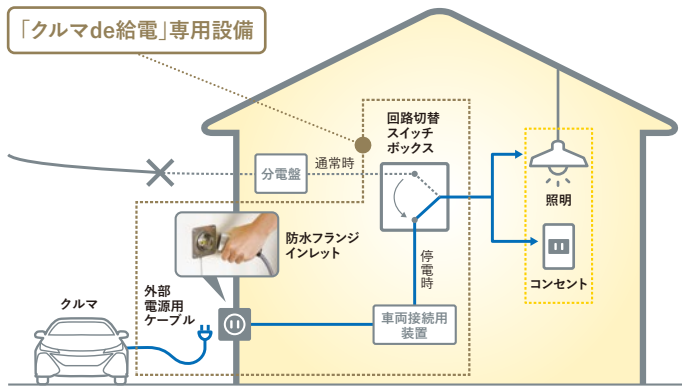 「クルマde給電」専用設備
回路切替
スイッチ
ボックス
分電盤
通常時
照明
防水フランジ
インレット
停電時
コンセント
外部
電源用
ケーブル
クルマ
車両接続用
装置